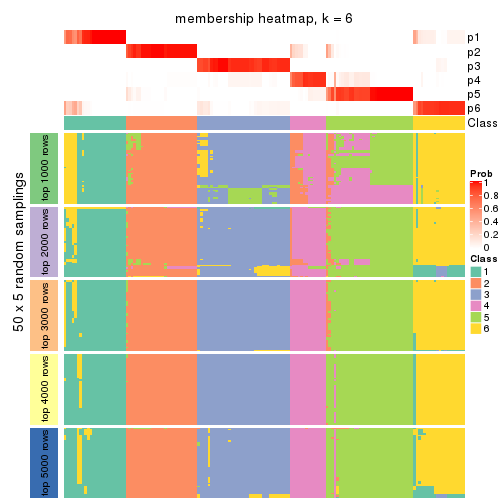 membership heatmap, k = 6
p1
p2
p3
p4
p5
p6
Class
50 x 5 random samplings
top 1000 rows
top 2000 rows
top 3000 rows
top 4000 rows
top 5000 rows
Prob
1
0.8
0.6
0.4
0.2
0
Class
1
2
3
4
5
6